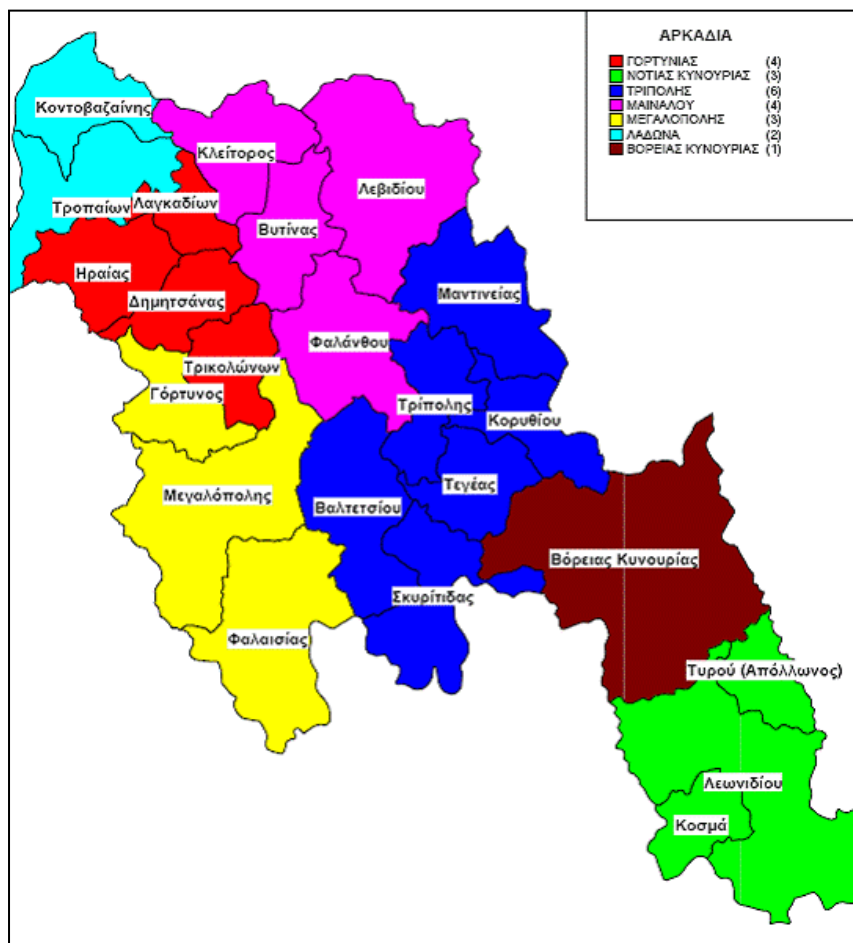 ΑΡΚΑΔΙΑ
ΓΟΡΤΥΝΙΑΣ (4)
ΝΟΤΙΑΣ ΚΥΝΟΥΡΙΑΣ (3)
ΤΡΙΠΟΛΗΣ (6)
ΜΑΙΝΑΛΟΥ (4)
ΜΕΓΑΛΟΠΟΛΗΣ (3)
ΛΑΔΩΝΑ (2)
ΒΟΡΕΙΑΣ ΚΥΝΟΥΡΙΑΣ (1)
Κοντοβαζαίνης
Κλείτορος
Λεβιδίου
Τροπαίων
Λαγκαδίων
Βυτίνας
Ηραίας
Δημητσάνας
Μαντινείας
Φαλάνθου
Τρικολώνων
Γόρτυνος
Τρίπολης
Κορυθίου
Τεγέας
Μεγαλόπολης
Βαλτετσίου
Βόρειας Κυνουρίας
Σκυρίτιδας
Φαλαισίας
Τυρού (Απόλλωνος)
Λεωνιδίου
Κοσμά